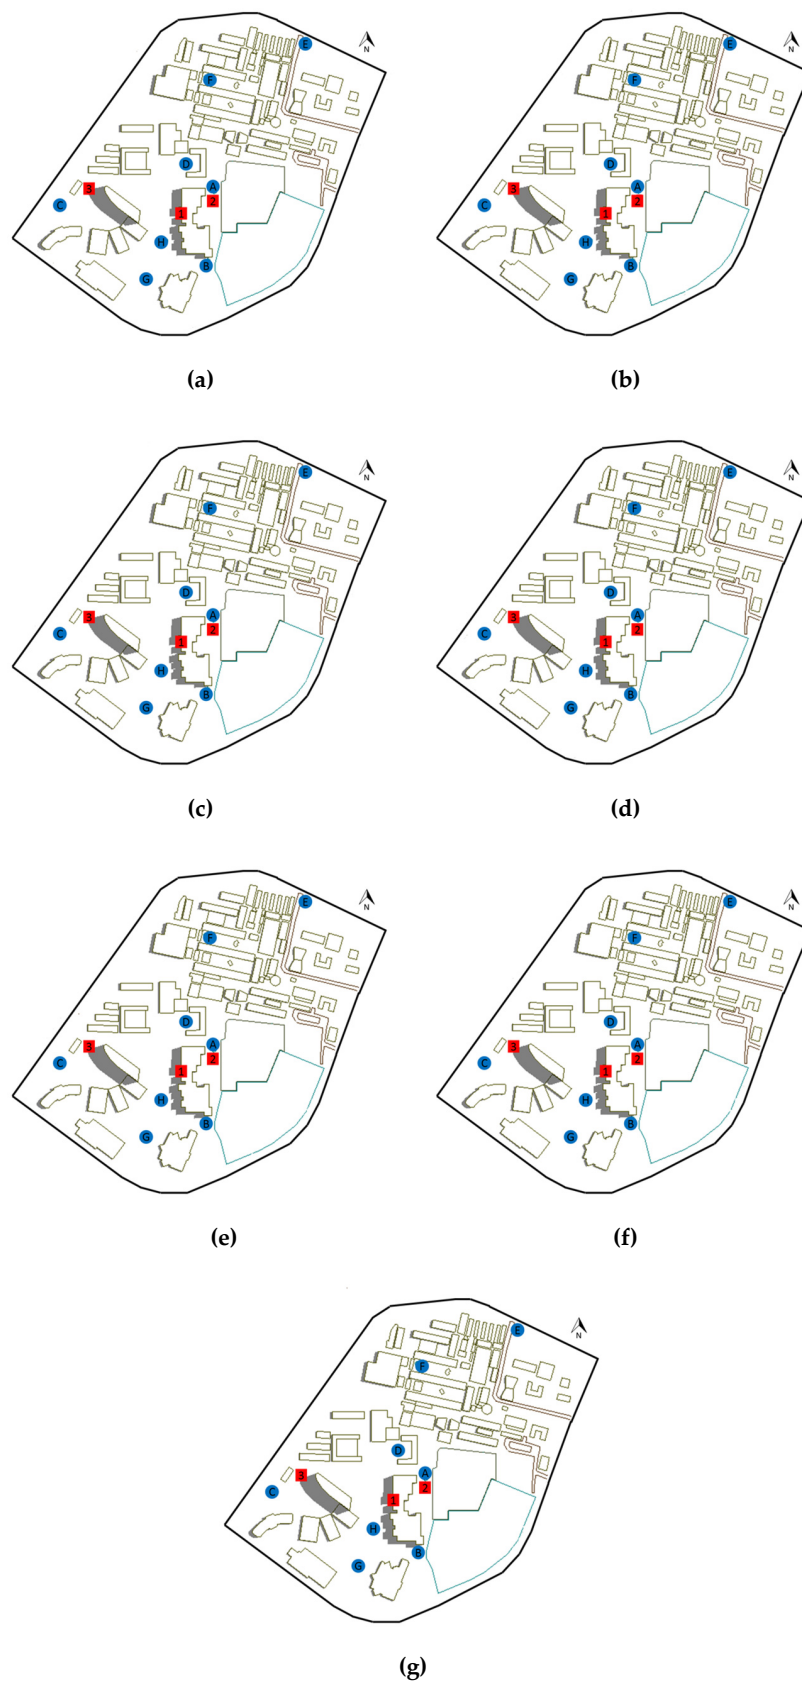 E E
F F
N N
D D
A A
3 2 3 2
C 1 C 1
H H
B B
G G
(a) (b)
E E
F F
N N
D D
A A
3 2 3 2
C 1 C 1
H H
B B
G G
(c) (d)
E E
F F
N N
D D
A A
3 2 3 2
C 1 C 1
H H
B B
G G
(e) (f)
E
N
F
D
A
3 2
C 1
H
B
G
(g)